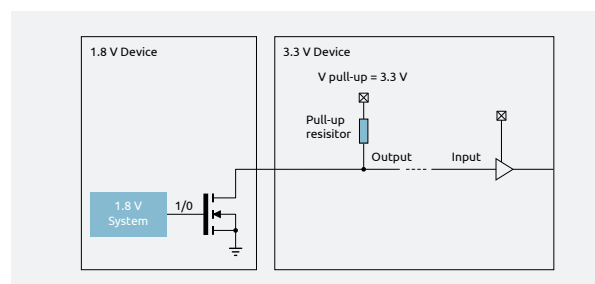 1.8 V Device
3.3 V Device
V pull-up = 3.3 V
Pull-up
resisitor
Output
Input
1.8 V
System
1/0